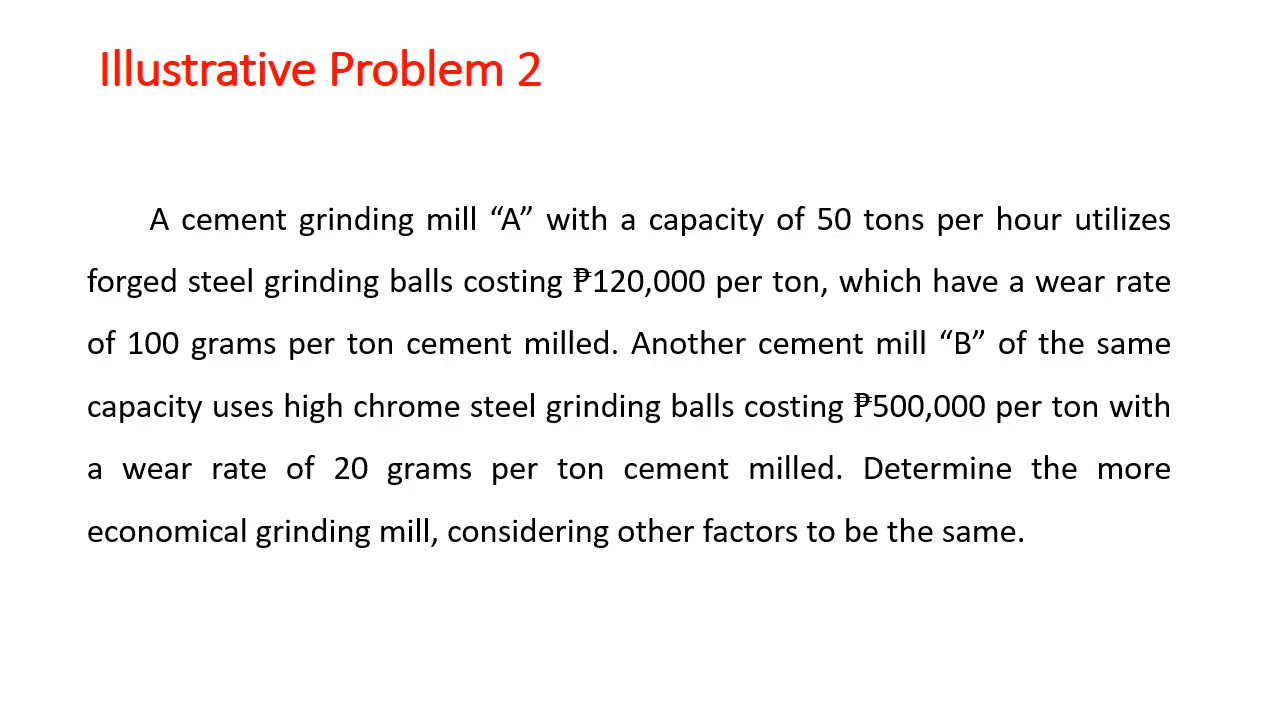 Illustrative Problem 2
A cement grinding mill “A” with a capacity of 50 tons per hour utilizes
forged steel grinding balls costing ₱120,000 per ton, which have a wear rate
of 100 grams per ton cement milled. Another cement mill “B” of the same
capacity uses high chrome steel grinding balls costing ₱500,000 per ton with
a wear rate of 20 grams per ton cement milled. Determine the more
economical grinding mill, considering other factors to be the same.